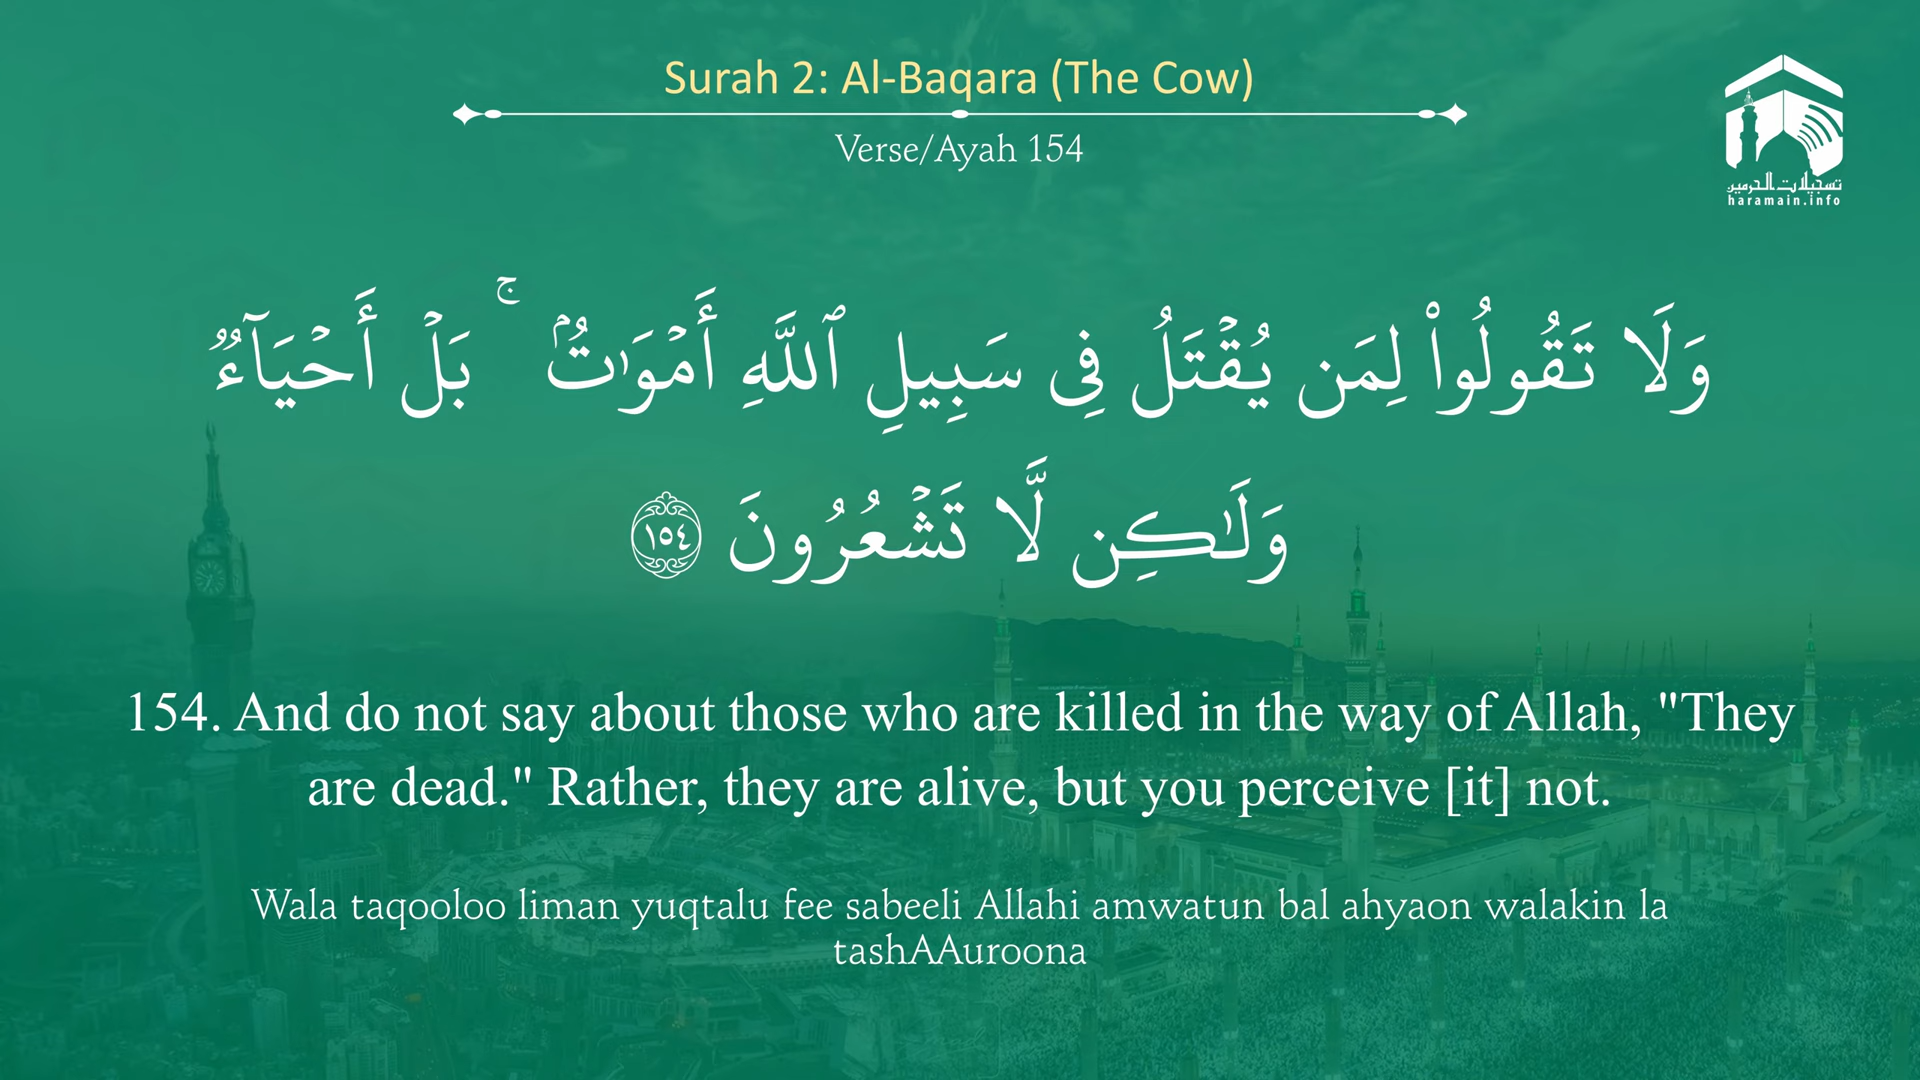 Surah 2: Al-Baqara (The Cow)
Verse/Ayah 154
تسجيلات الحرمين
haramain.info
وَلَا تَقُولُوا۟ لِمَن يُقْتَلُ فِى سَبِيلِ ٱللَّهِ أَمْوَٰتٌۢ ۚ بَلْ أَحْيَآءٌۭ
وَلَـٰكِن لَّا تَشْعُرُونَ ١٥٤
154. And do not say about those who are killed in the way of Allah, "They
are dead." Rather, they are alive, but you perceive [it] not.
Wala taqooloo liman yuqtalu fee sabeeli Allahi amwatun bal ahyaon walakin la
tashAAuroona